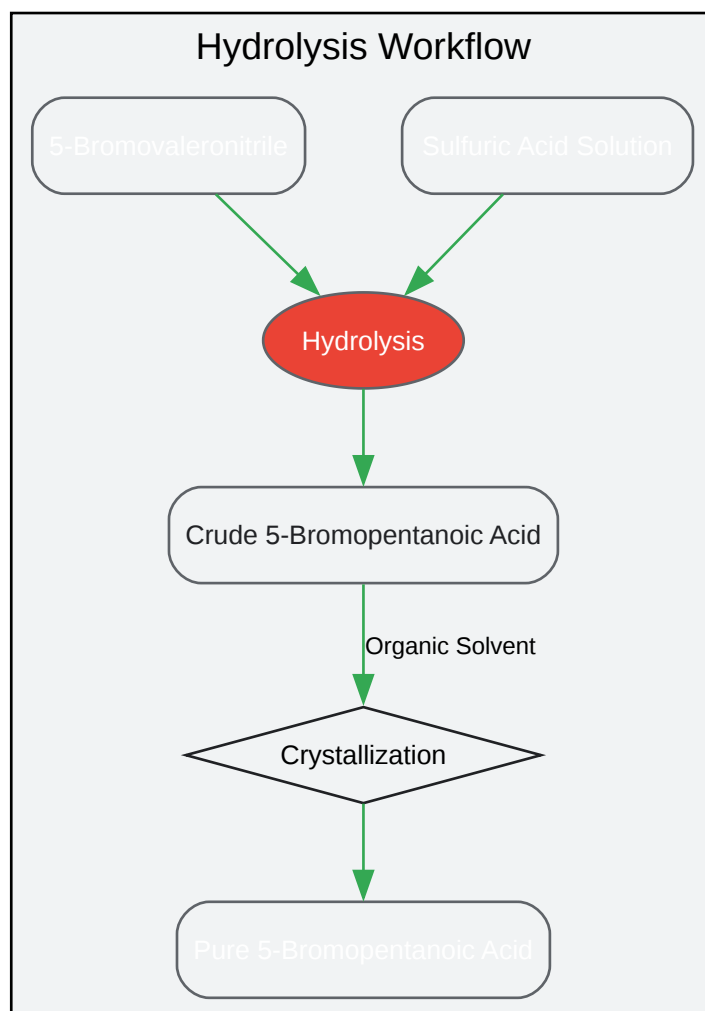 Hydrolysis Workflow
5-Bromovaleronitrile
Sulfuric Acid Solution
Hydrolysis
Crude 5-Bromopentanoic Acid
Organic Solvent
Crystallization
Pure 5-Bromopentanoic Acid